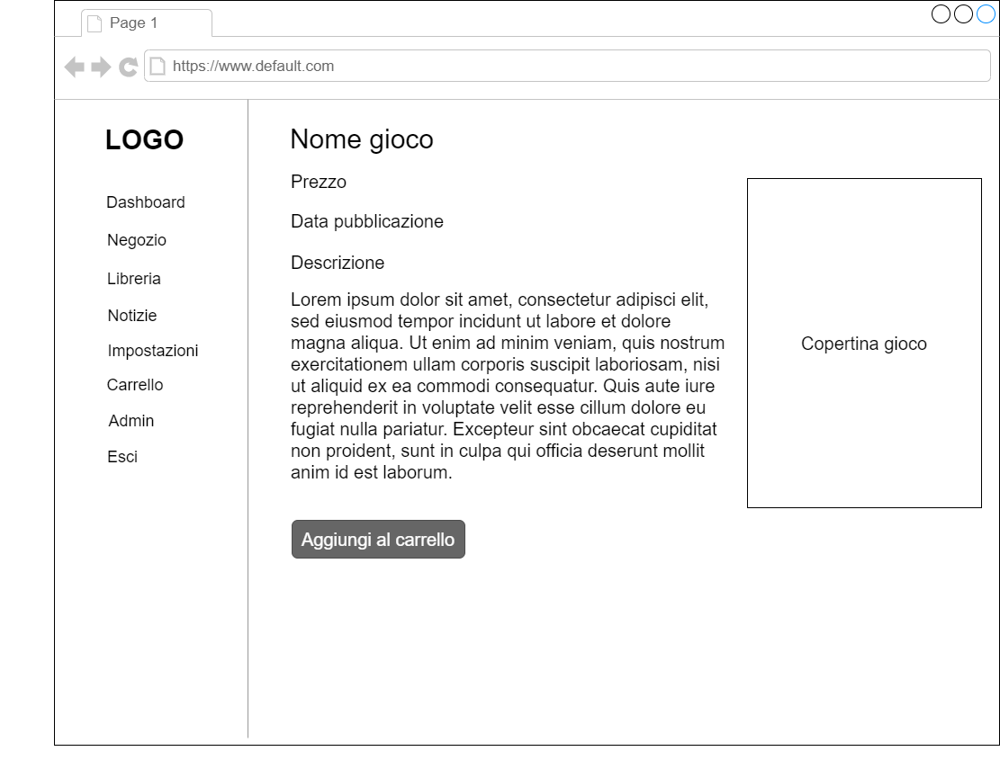 Page 1
https://www.default.com
LOGO
Dashboard
Negozio
Libreria
Notizie
Impostazioni
Carrello
Admin
Esci
Nome gioco
Prezzo
Data pubblicazione
Descrizione
Lorem ipsum dolor sit amet, consectetur adipisci elit,
sed eiusmod tempor incidunt ut labore et dolore
magna aliqua. Ut enim ad minim veniam, quis nostrum
exercitationem ullam corporis suscipit laboriosam, nisi
ut aliquid ex ea commodi consequatur. Quis aute iure
reprehenderit in voluptate velit esse cillum dolore eu
fugiat nulla pariatur. Excepteur sint obcaecat cupiditat
non proident, sunt in culpa qui officia deserunt mollit
anim id est laborum.
Aggiungi al carrello
Copertina gioco